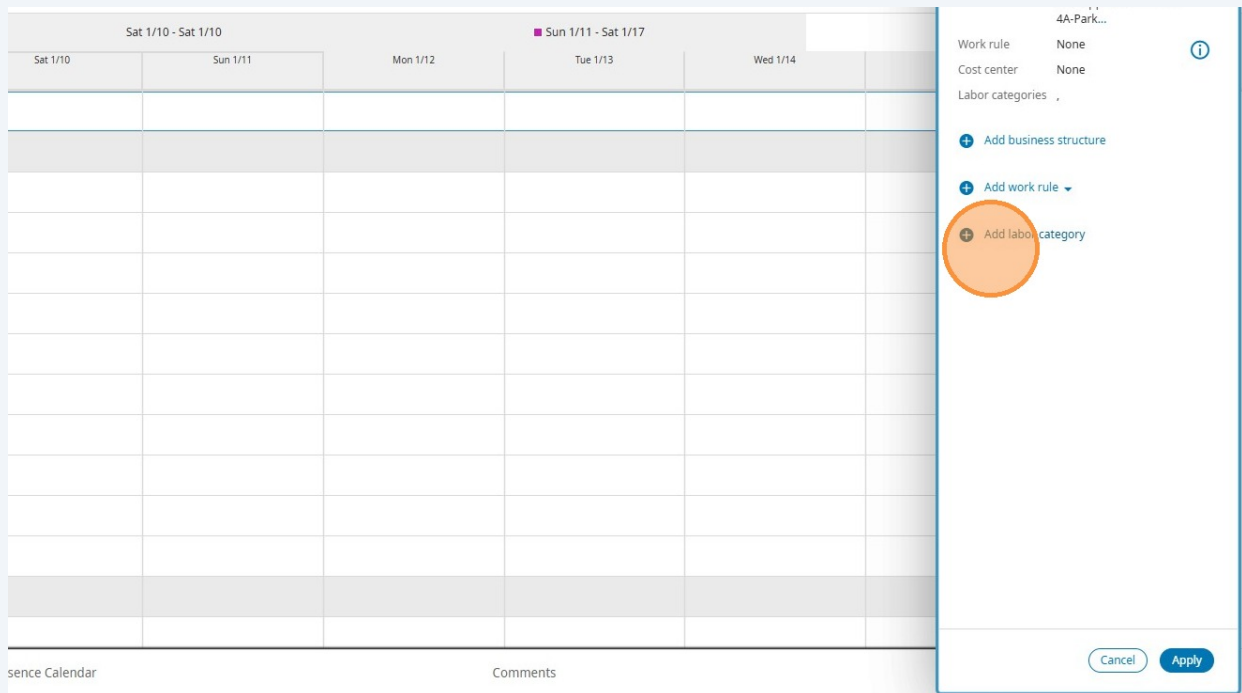 4A-Park...
Sat 1/10 - Sat 1/10
Sun 1/11 - Sat 1/17
Sat 1/10
Sun 1/11
Mon 1/12
Tue 1/13
Wed 1/14
Work rule None
Cost center None
Labor categories ,
Add business structure
Add work rule
Add labor category
Cancel
Apply
sence Calendar
Comments